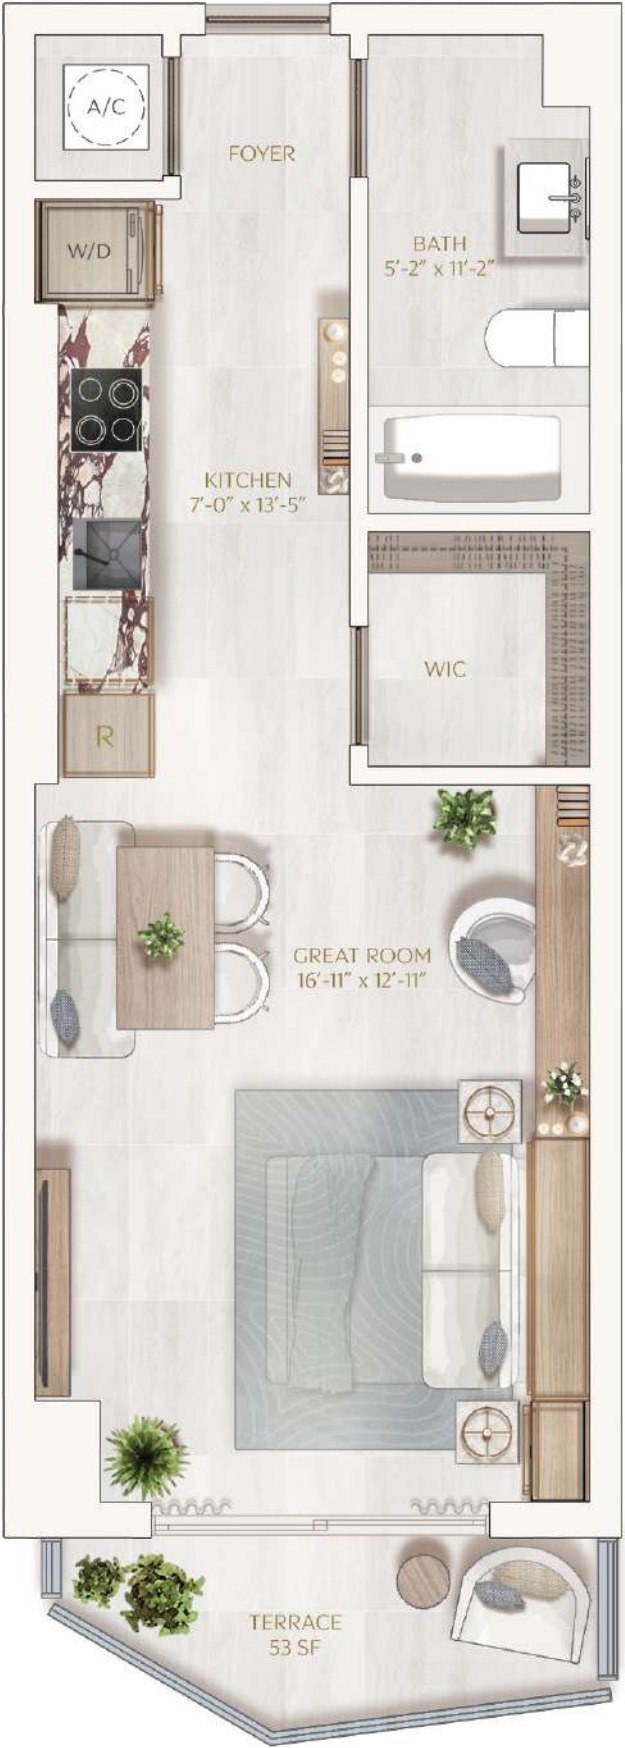 A/C
FOYER
W/D
BATH
5'-2" x 11'-2"
KITCHEN
7'-0" x 13'-5"
WIC
R
GREAT ROOM
16'-11" x 12'-11"
TERRACE
53 SF